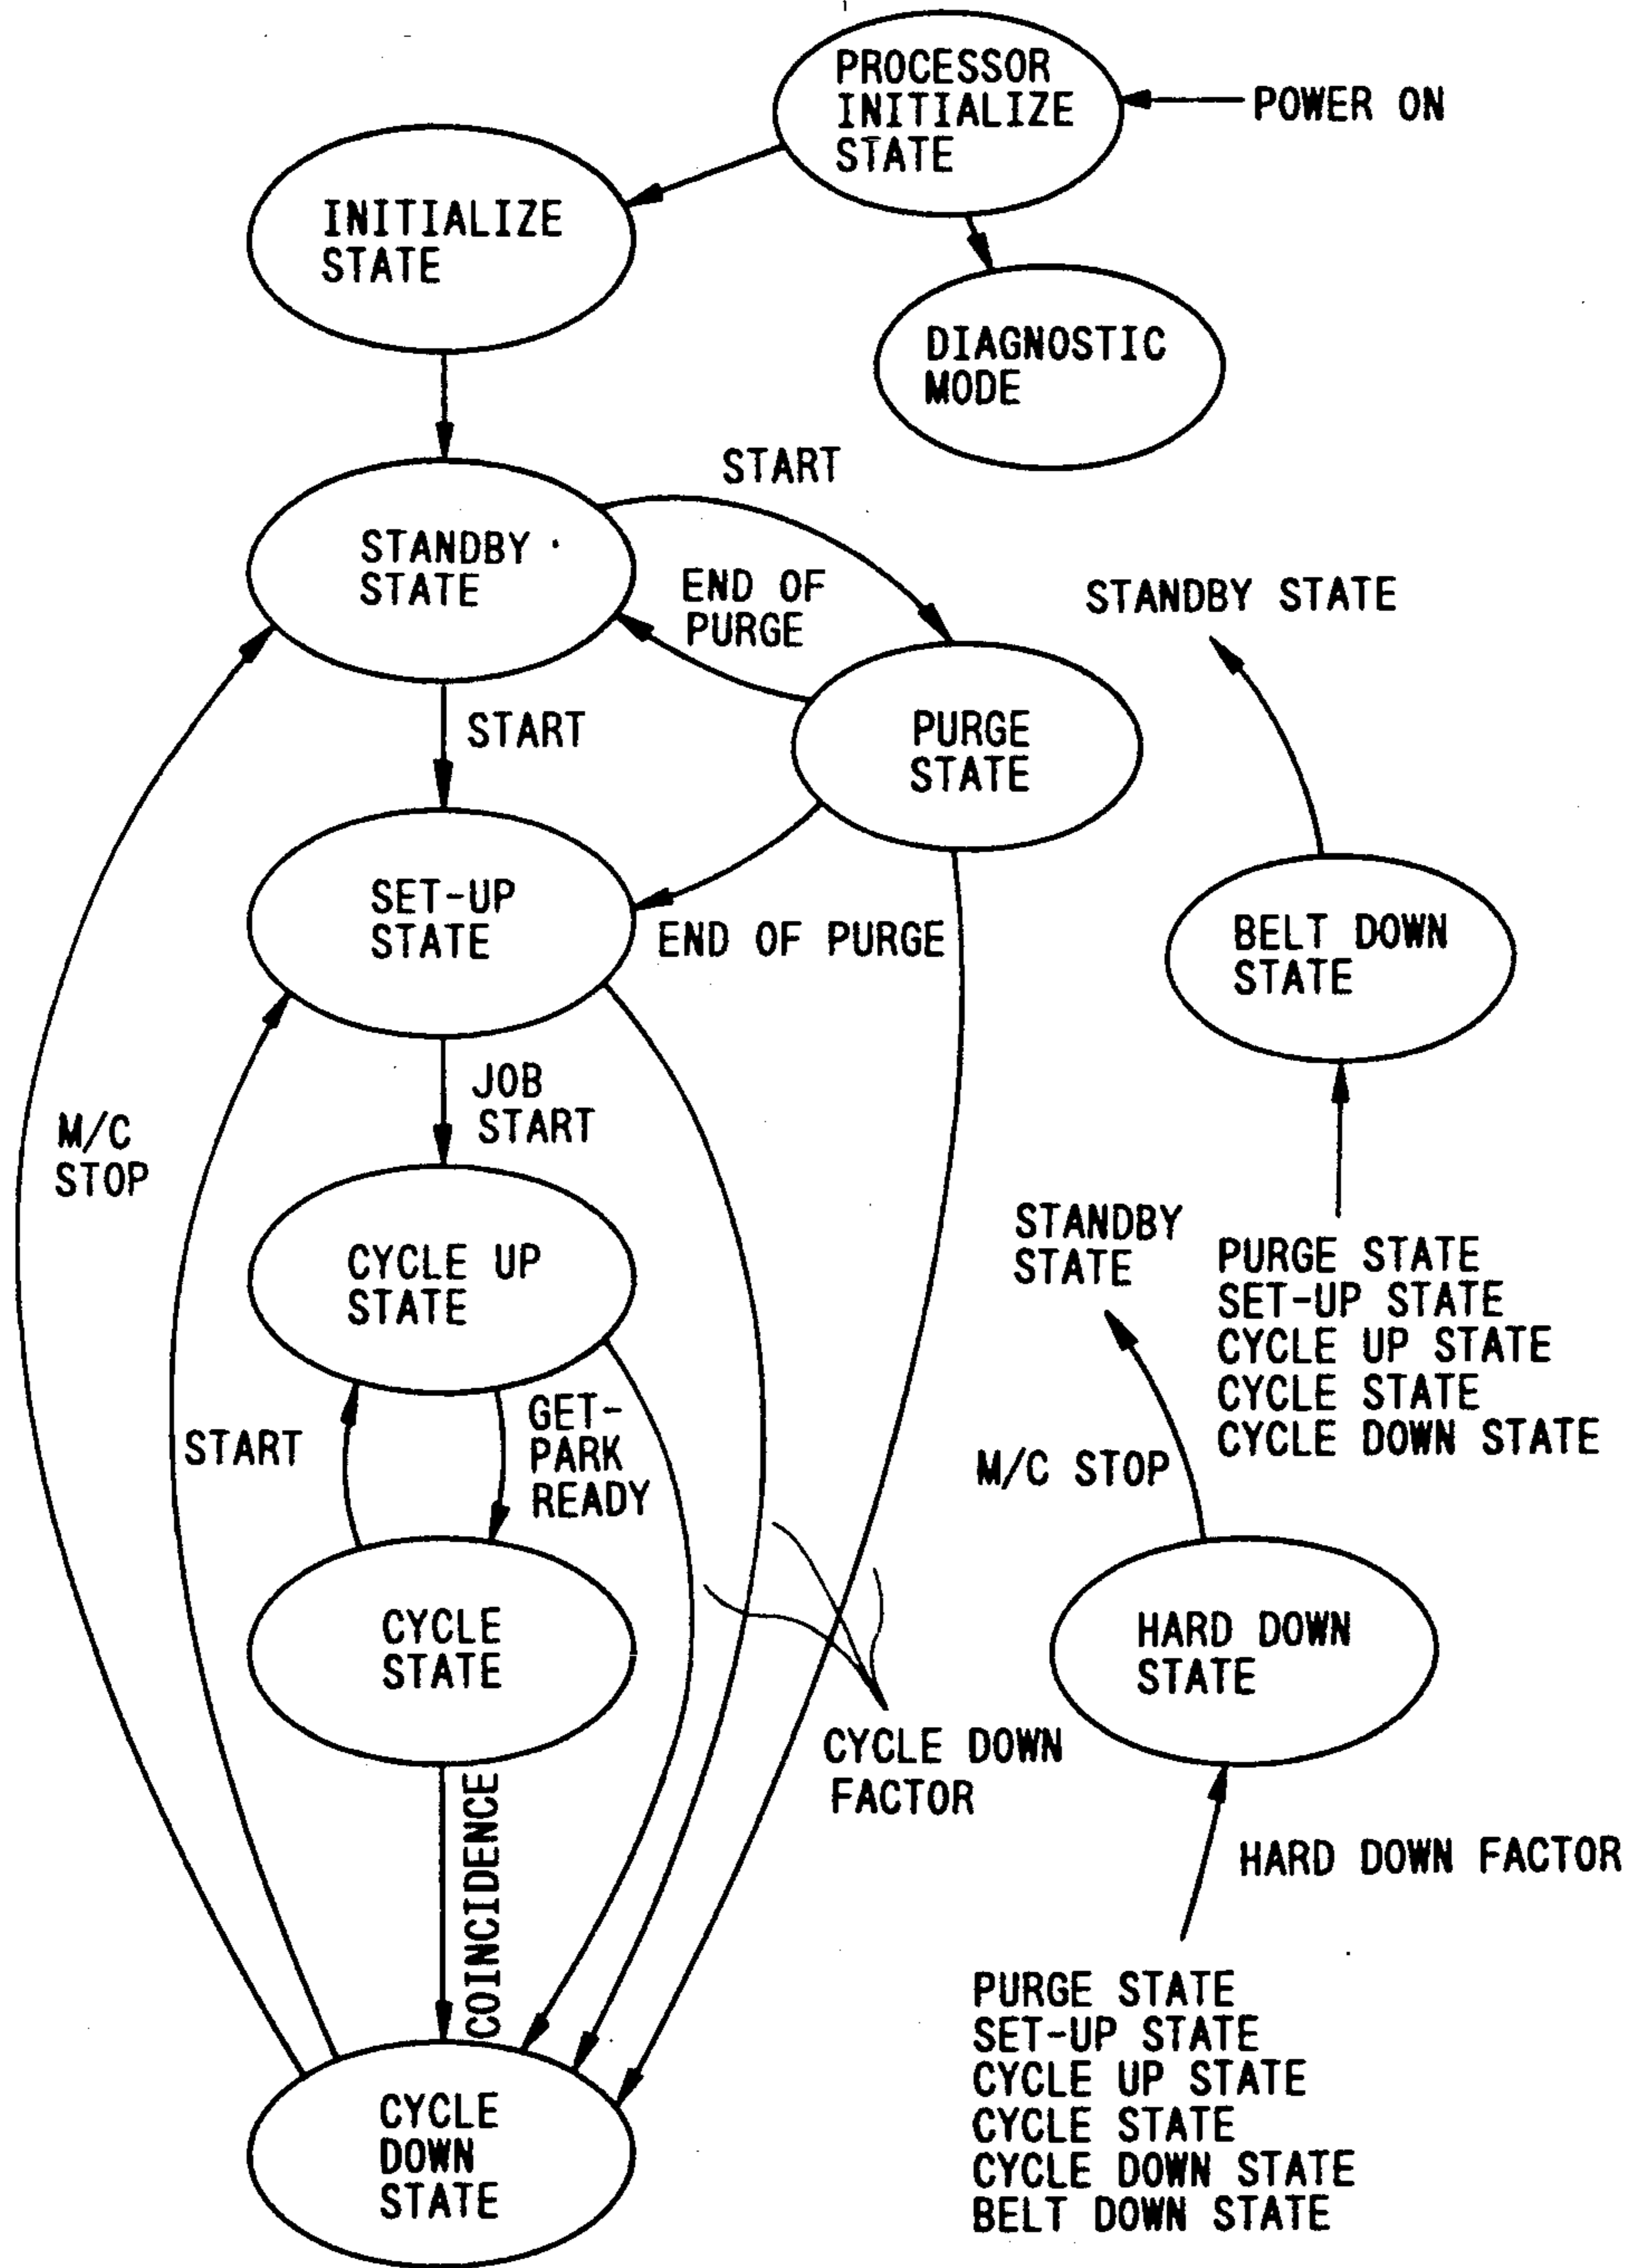 PROCESSOR
INITIALIZE
STATE
POWER ON
INITIALIZE
STATE
DIAGNOSTIC
MODE
START
STANDBY
STATE
END OF
PURGE
STANDBY STATE
START
PURGE
STATE
SET-UP
STATE
END OF PURGE
BELT DOWN
STATE
JOB
START
M/C
STOP
STANDBY
STATE
PURGE STATE
SET-UP STATE
CYCLE UP STATE
CYCLE STATE
CYCLE DOWN STATE
CYCLE UP
STATE
START
GET-
PARK
READY
M/C STOP
CYCLE
STATE
HARD DOWN
STATE
CYCLE DOWN
FACTOR
COINCIDENCE
HARD DOWN FACTOR
PURGE STATE
SET-UP STATE
CYCLE UP STATE
CYCLE STATE
CYCLE DOWN STATE
BELT DOWN STATE
CYCLE
DOWN
STATE